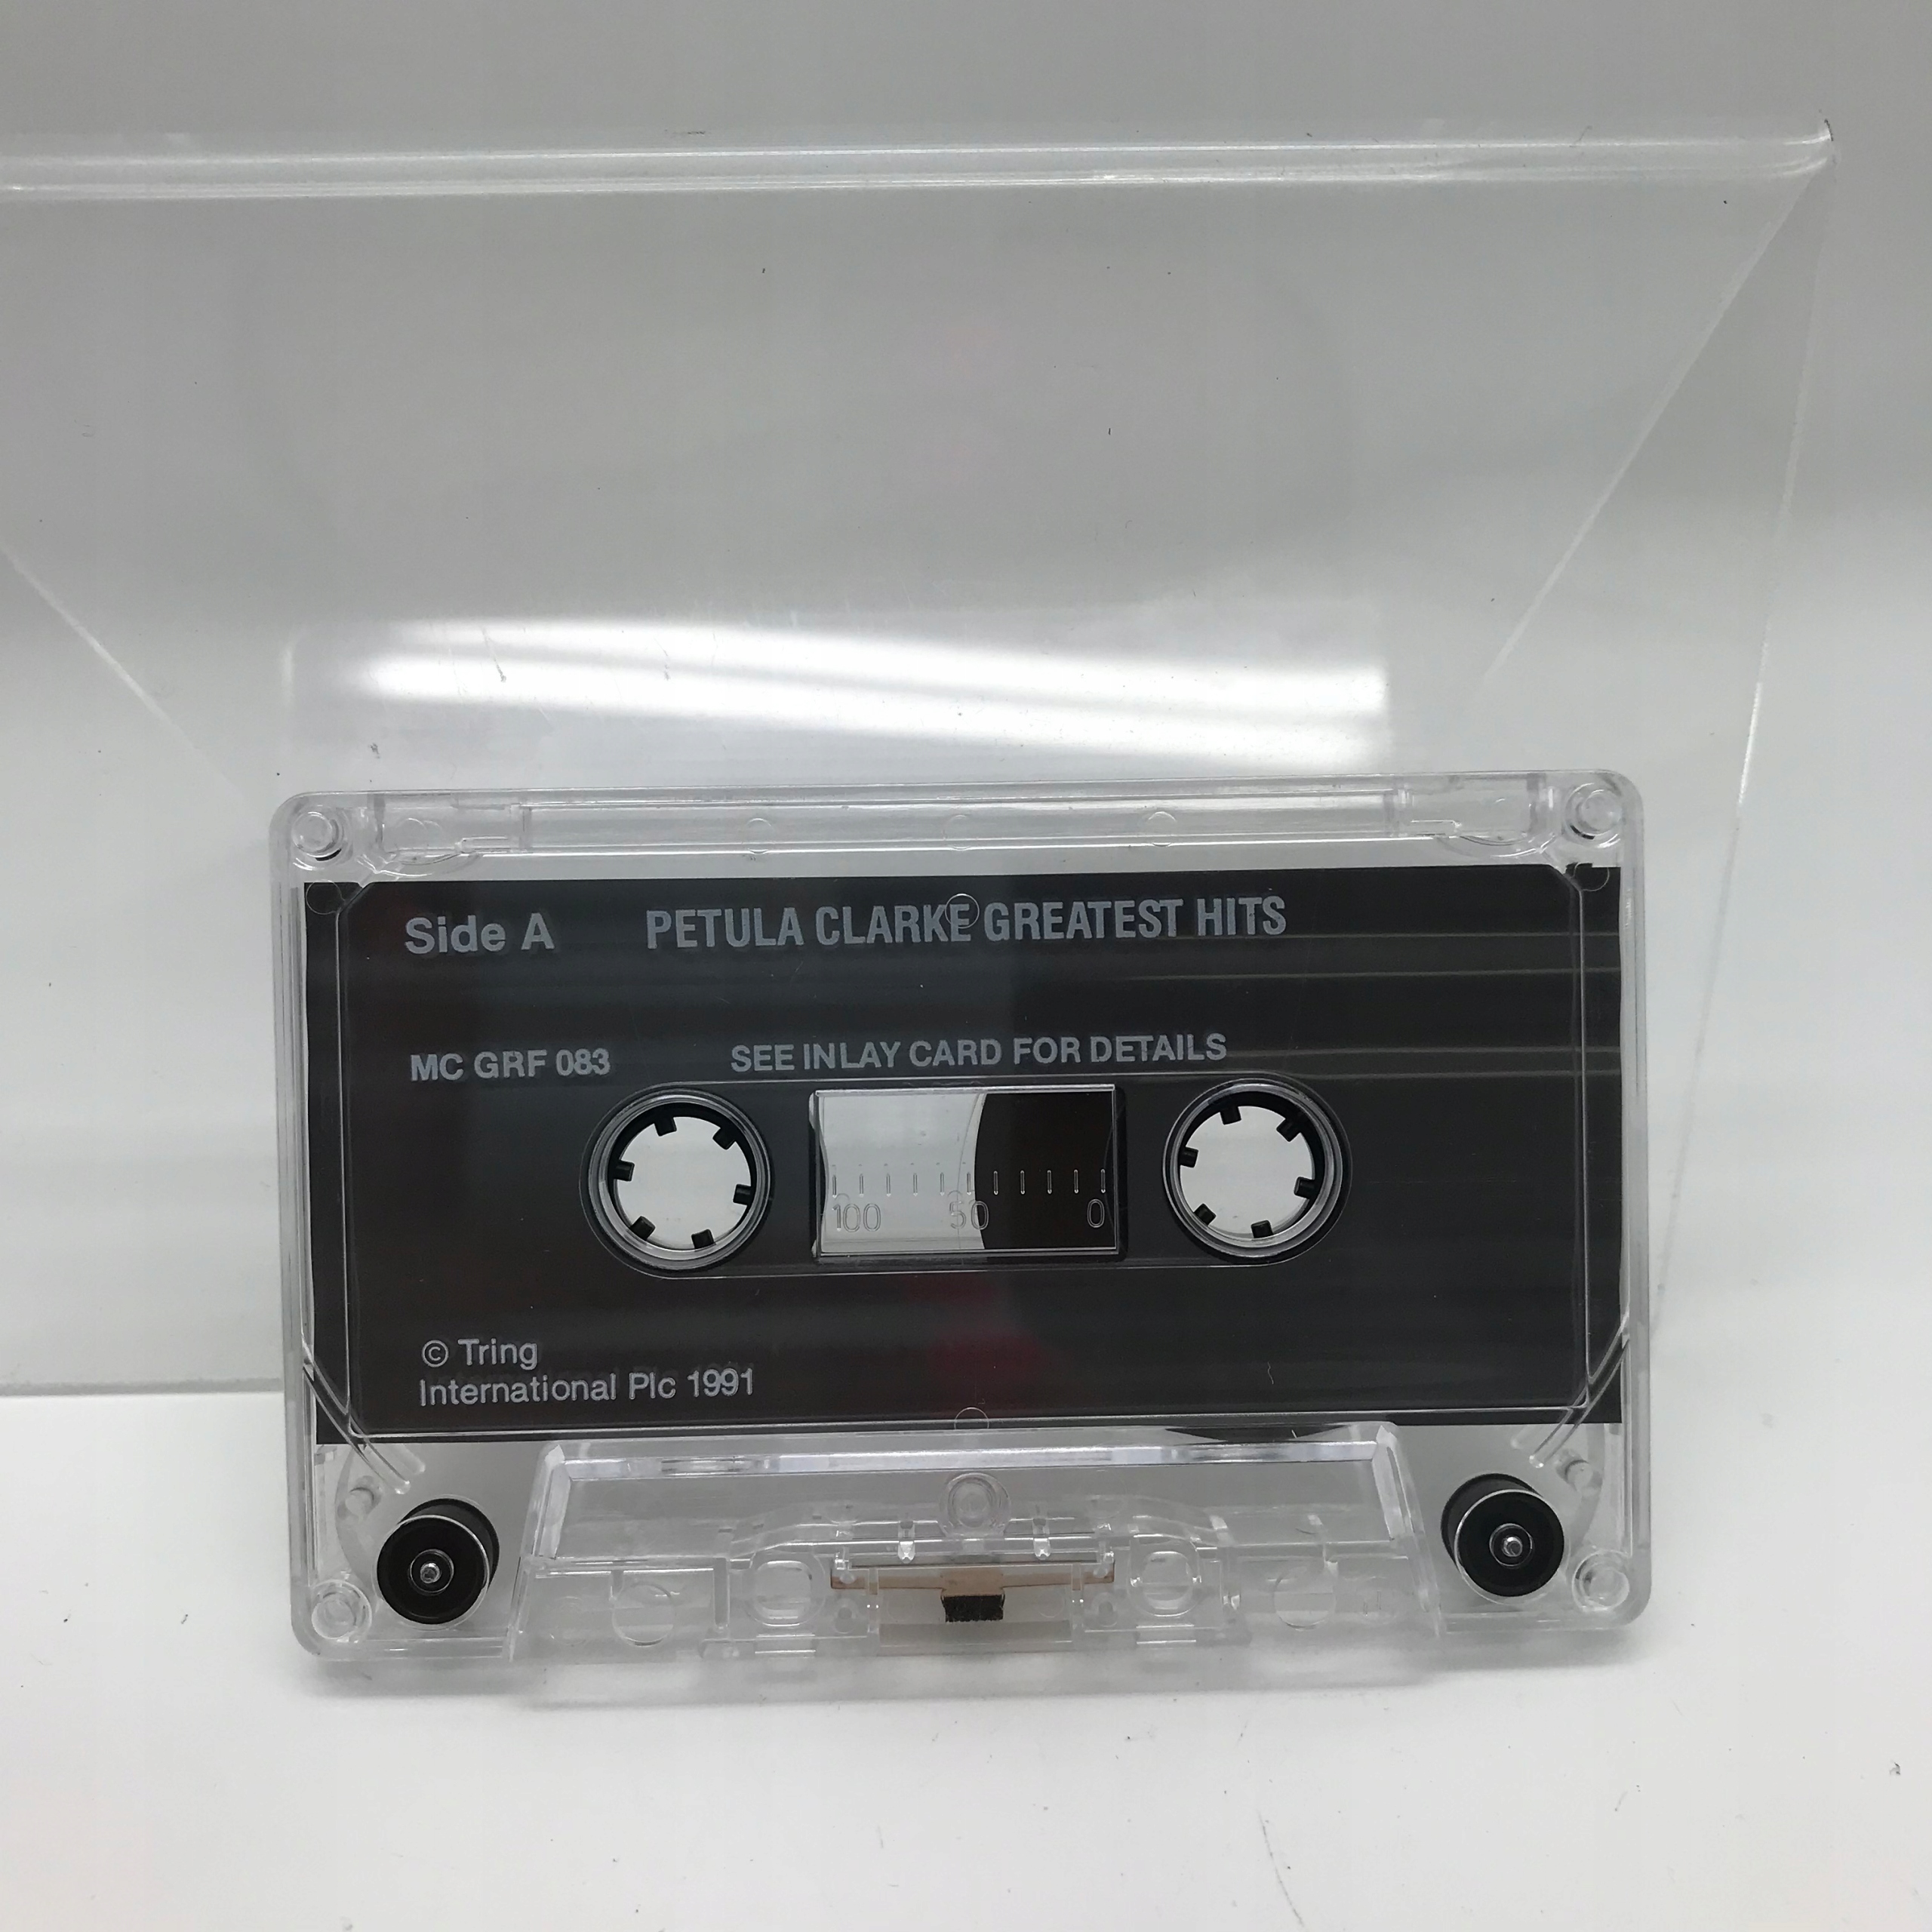 Side A PETULA CLARKE GREATEST HITS
MC GRF 083 SEE INLAY CARD FOR DETAILS
100 50 0
© Tring
International Plc 1991